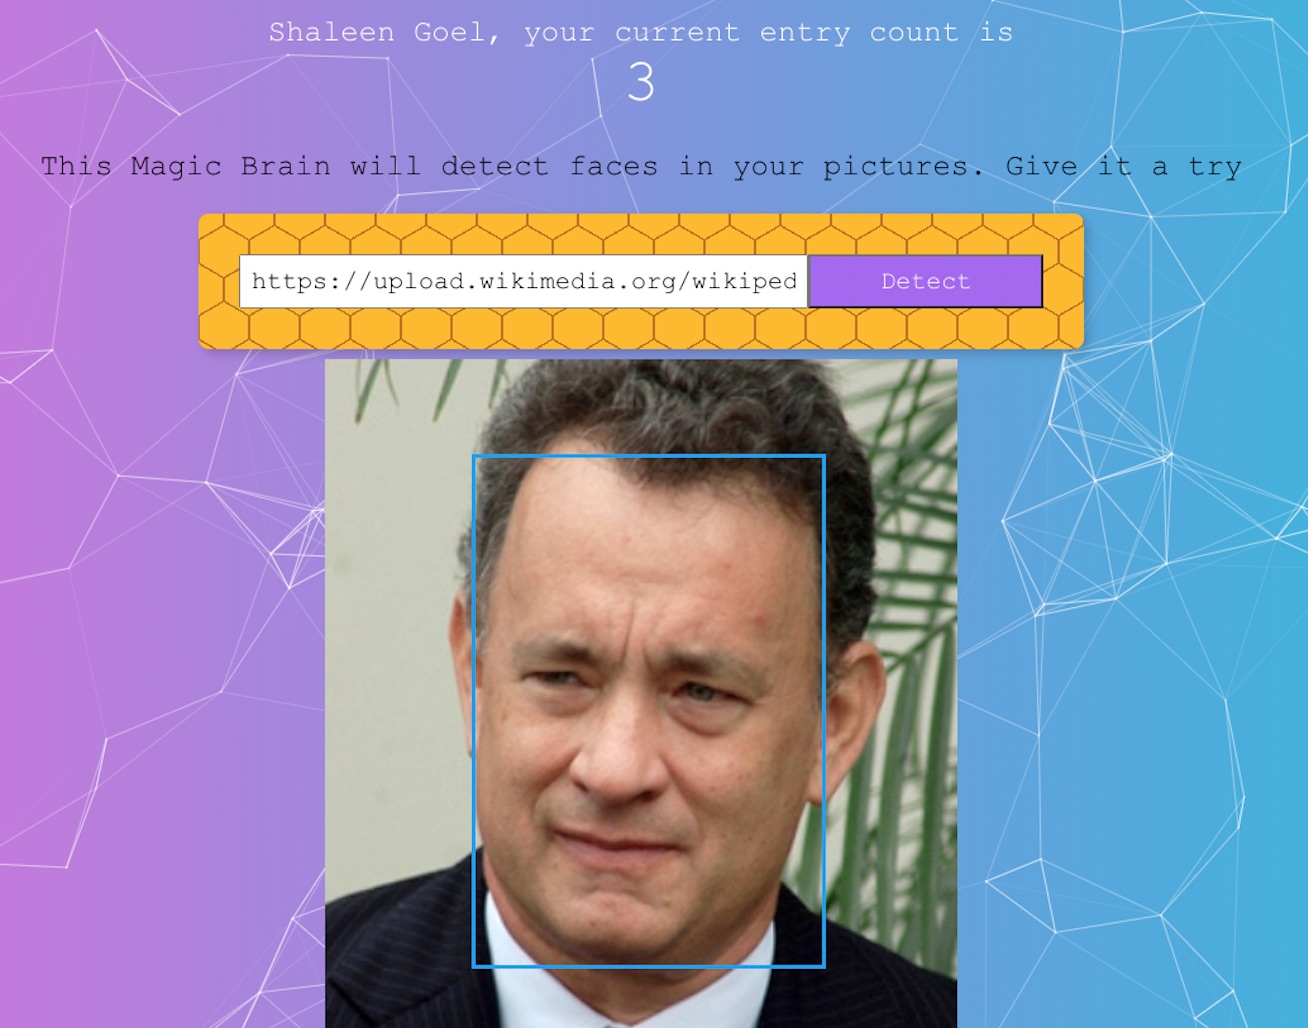 Shaleen Goel, your current entry count is
3
This Magic Brain will detect faces in your pictures. Give it a try
https://upload.wikimedia.org/wikiped
Detect